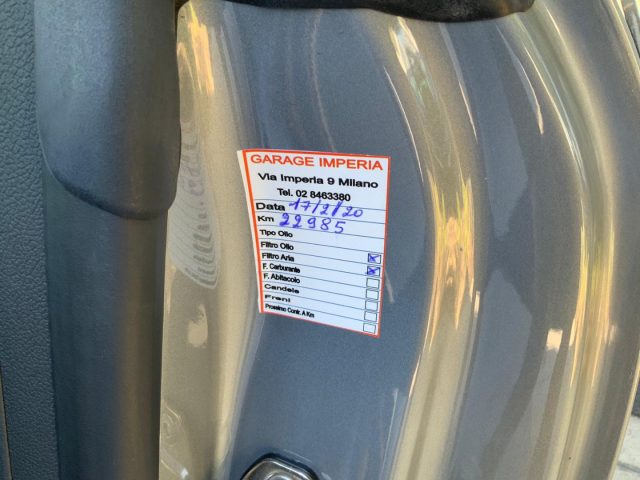 GARAGE IMPERIA
Via Imperia 9 Milano
Tel. 02 8463380
Data 17/2/20
Km 22985
Tipo Olio
Filtro Olio
Filtro Aria
F. Carburante
F. Abitacolo
Candele
Freni
Prossimo Contr. A Km